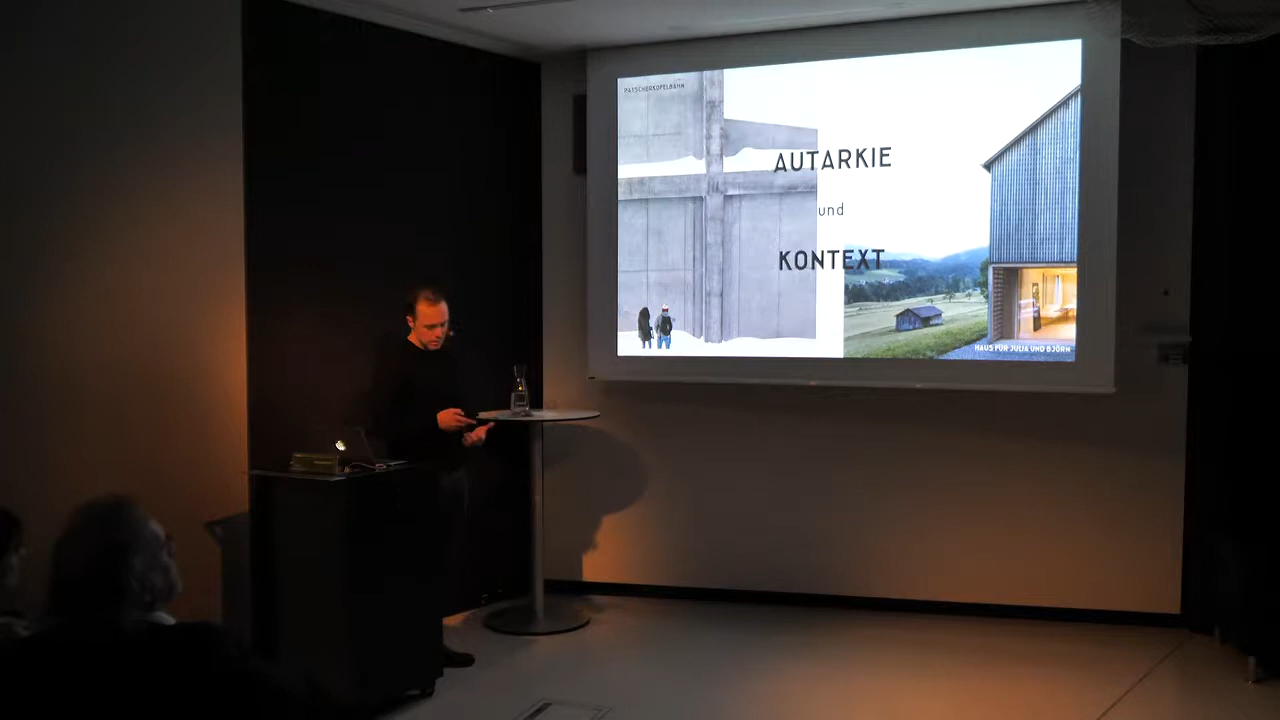 PATSCHERKOFELBAHN
AUTARKIE
und
KONTEXT
HAUS FÜR JULIA UND BJÖRN